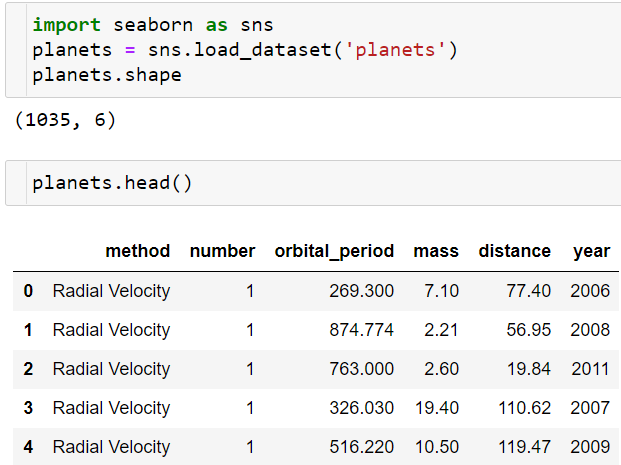 import seaborn as sns
planets = sns.load_dataset('planets')
planets.shape
(1035, 6)
planets.head()
method number orbital_period mass distance year
0 Radial Velocity 1 269.300 7.10 77.40 2006
1 Radial Velocity 1 874.774 2.21 56.95 2008
2 Radial Velocity 1 763.000 2.60 19.84 2011
3 Radial Velocity 1 326.030 19.40 110.62 2007
4 Radial Velocity 1 516.220 10.50 119.47 2009